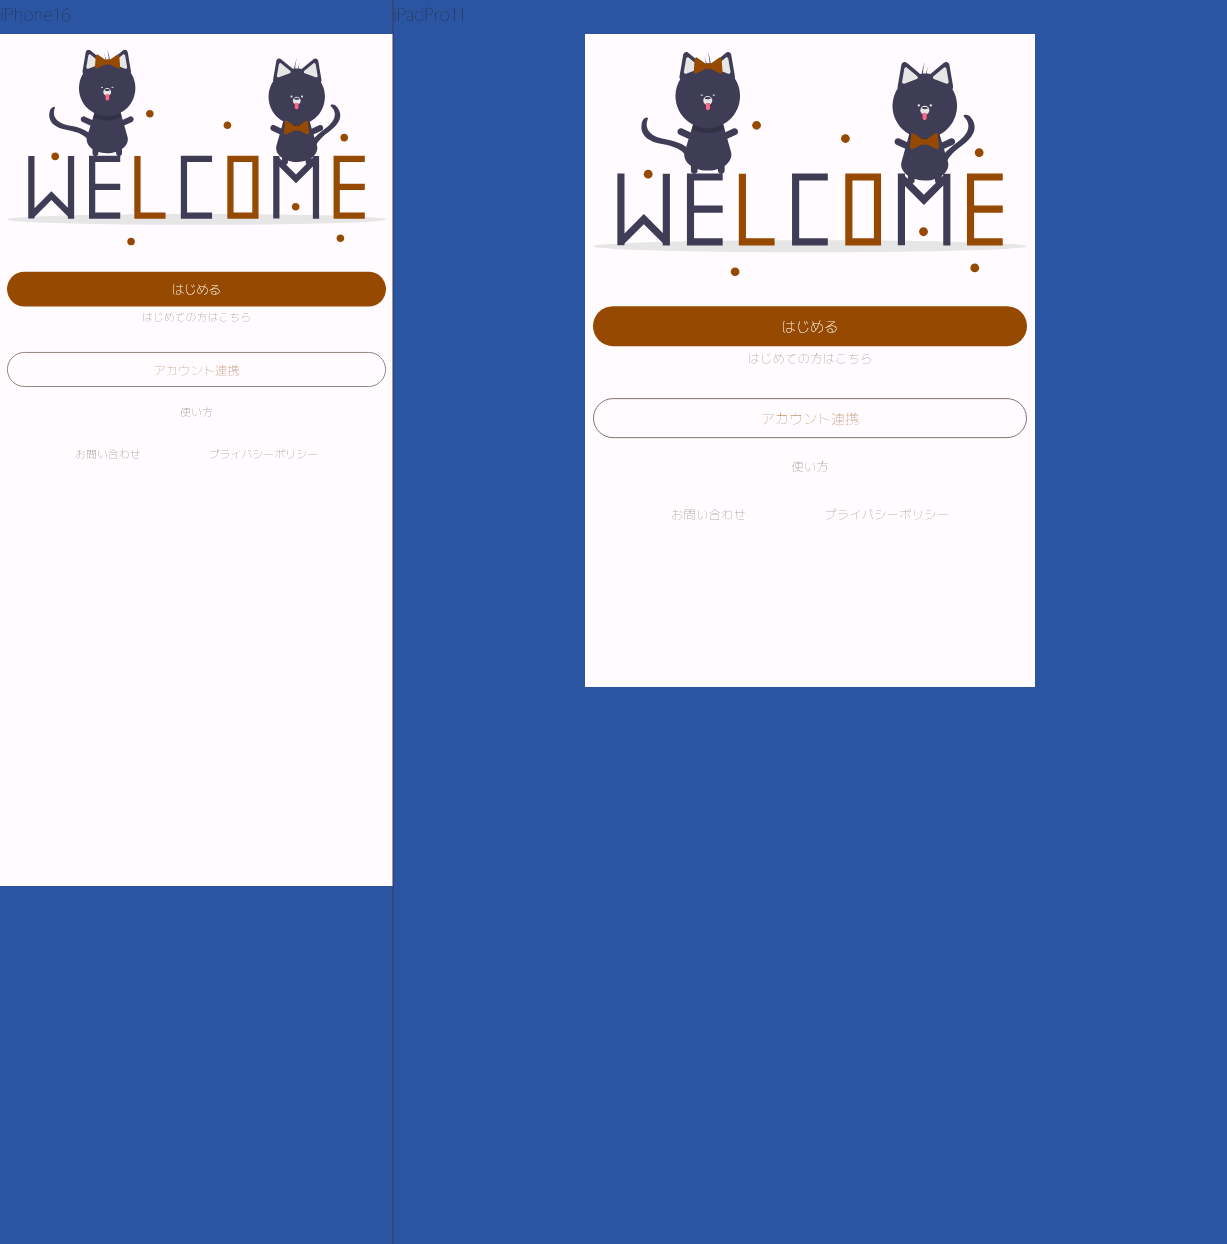 iPhone16
iPadPro11
WELCOME
はじめる
はじめての方はこちら
アカウント連携
使い方
お問い合わせ プライバシーポリシー
WELCOME
はじめる
はじめての方はこちら
アカウント連携
使い方
お問い合わせ プライバシーポリシー